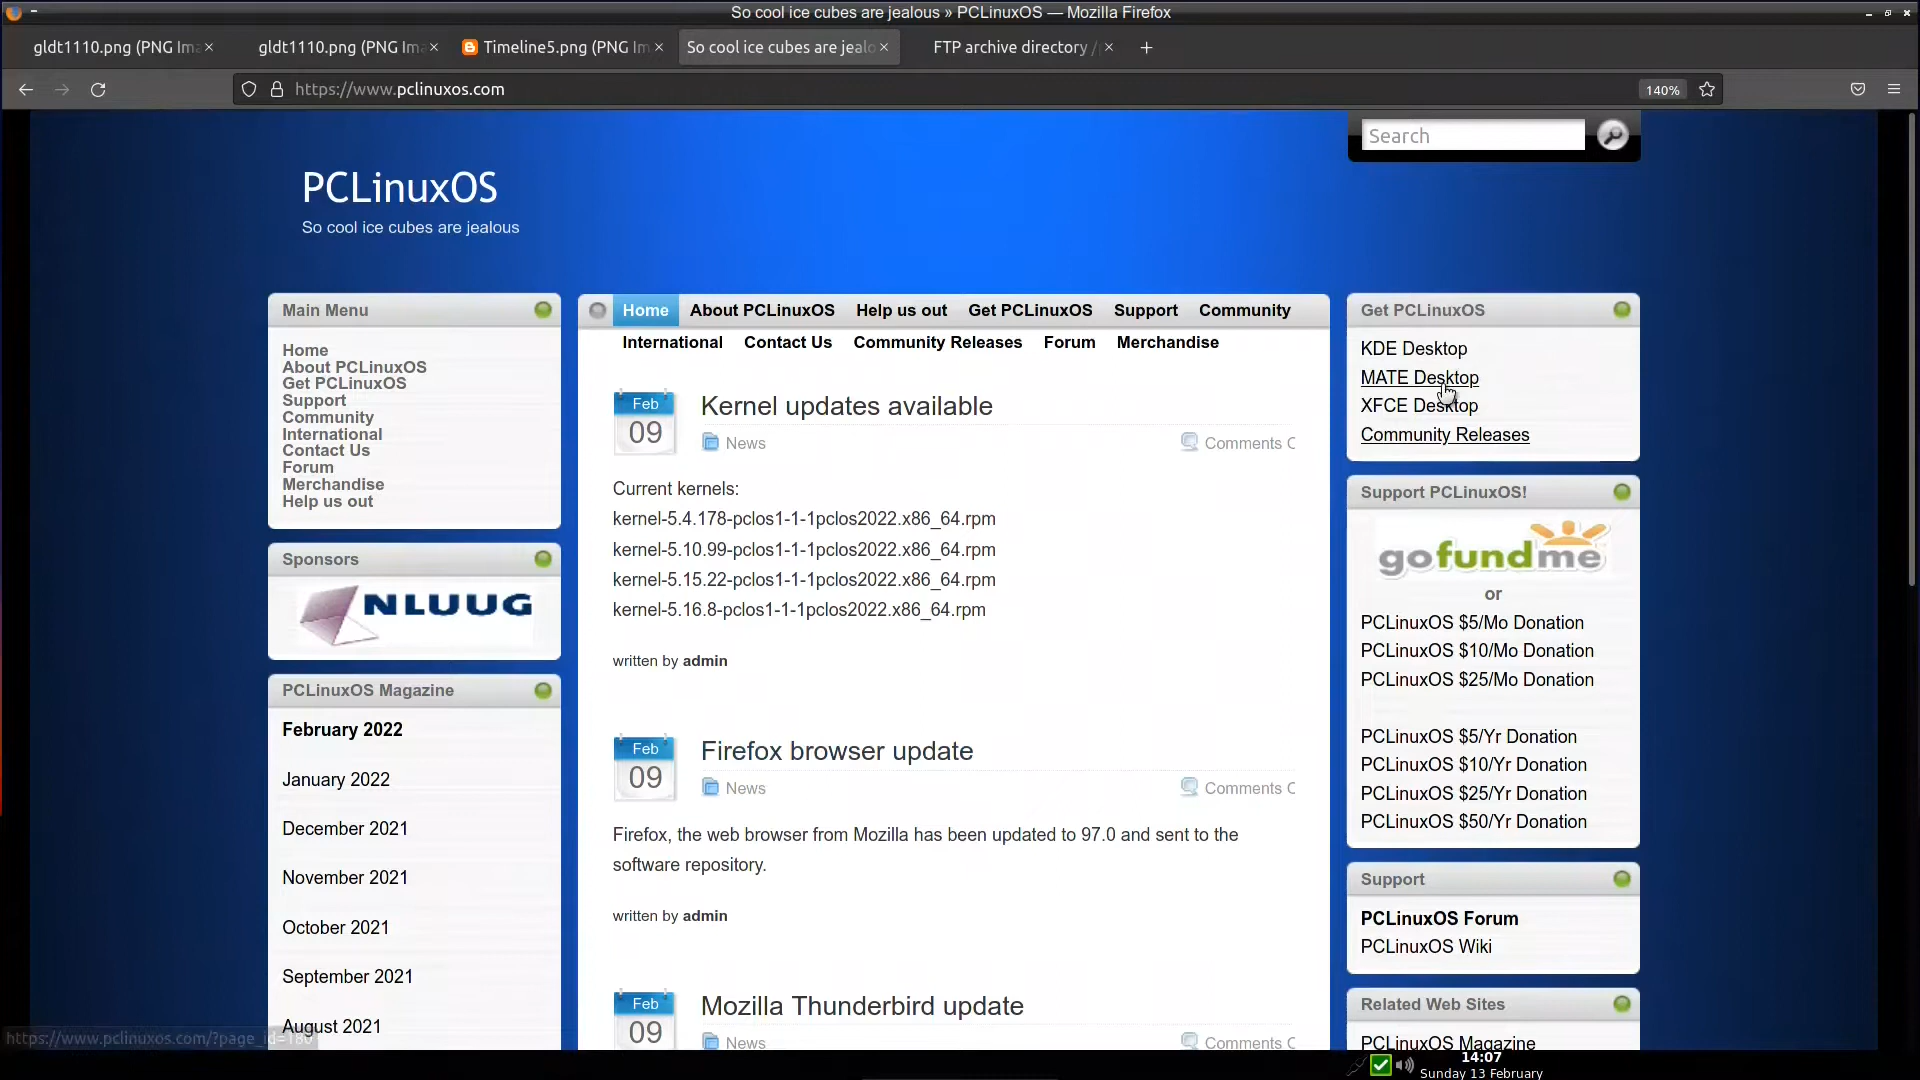 So cool ice cubes are jealous » PCLinuxOS — Mozilla Firefox
gldt1110.png (PNG Ima
gldt1110.png (PNG Ima
Timeline5.png (PNG Im
So cool ice cubes are jealo
FTP archive directory /
https://www.pclinuxos.com
140%
Search
PCLinuxOS
So cool ice cubes are jealous
Main Menu
Home
About PCLinuxOS
Get PCLinuxOS
Support
Community
International
Contact Us
Forum
Merchandise
Help us out
Sponsors
NLUUG
PCLinuxOS Magazine
February 2022
January 2022
December 2021
November 2021
October 2021
September 2021
August 2021
Home About PCLinuxOS Help us out Get PCLinuxOS Support Community
International Contact Us Community Releases Forum Merchandise
Feb
09
Kernel updates available
News
Comments C
Current kernels:
kernel-5.4.178-pclos1-1-1pclos2022.x86_64.rpm
kernel-5.10.99-pclos1-1-1pclos2022.x86_64.rpm
kernel-5.15.22-pclos1-1-1pclos2022.x86_64.rpm
kernel-5.16.8-pclos1-1-1pclos2022.x86_64.rpm
written by admin
Feb
09
Firefox browser update
News
Comments C
Firefox, the web browser from Mozilla has been updated to 97.0 and sent to the
software repository.
written by admin
Feb
09
Mozilla Thunderbird update
News
Comments C
Get PCLinuxOS
KDE Desktop
MATE Desktop
XFCE Desktop
Community Releases
Support PCLinuxOS!
gofundme
or
PCLinuxOS $5/Mo Donation
PCLinuxOS $10/Mo Donation
PCLinuxOS $25/Mo Donation
PCLinuxOS $5/Yr Donation
PCLinuxOS $10/Yr Donation
PCLinuxOS $25/Yr Donation
PCLinuxOS $50/Yr Donation
Support
PCLinuxOS Forum
PCLinuxOS Wiki
Related Web Sites
PCLinuxOS Magazine
https://www.pclinuxos.com/?page_id=180
14:07
Sunday 13 February